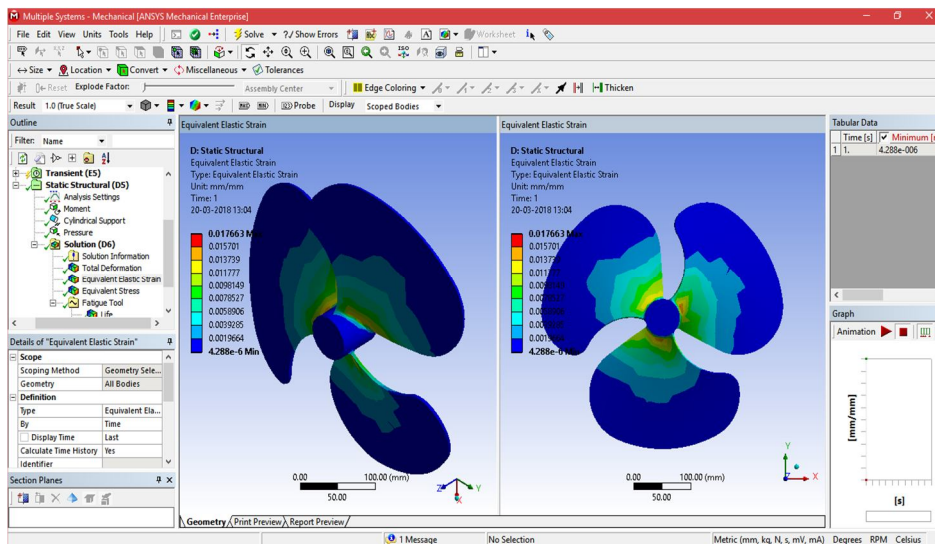 Multiple Systems - Mechanical [ANSYS Mechanical Enterprise]
File Edit View Units Tools Help Solve ?/ Show Errors Worksheet
Size Location Convert Miscellaneous Tolerances
Reset Explode Factor: Assembly Center Edge Coloring Thicken
Result 1.0 (True Scale) Probe Display Scoped Bodies
Outline
Filter: Name
Transient (E5)
Static Structural (D5)
Analysis Settings
Moment
Cylindrical Support
Pressure
Solution (D6)
Solution Information
Total Deformation
Equivalent Elastic Strain
Equivalent Stress
Fatigue Tool
Life
Details of "Equivalent Elastic Strain"
Scope
Scoping Method Geometry Sele...
Geometry All Bodies
Definition
Type Equivalent Ela...
By Time
Display Time Last
Calculate Time History Yes
Identifier
Section Planes
Equivalent Elastic Strain
D: Static Structural
Equivalent Elastic Strain
Type: Equivalent Elastic Strain
Unit: mm/mm
Time: 1
20-03-2018 13:04
0.017663
0.015701
0.013739
0.011777
0.0098149
0.0078527
0.0058906
0.0039285
0.0019664
4.288e-6 Min
0.00 100.00 (mm)
50.00
Z Y X
Equivalent Elastic Strain
D: Static Structural
Equivalent Elastic Strain
Type: Equivalent Elastic Strain
Unit: mm/mm
Time: 1
20-03-2018 13:04
0.017663
0.015701
0.013739
0.011777
0.0078527
0.0039285
0.0019664
4.288e-6
0.00 100.00 (mm)
50.00
Y
X
Geometry Print Preview Report Preview
Tabular Data
Time [s] Minimum
1 1. 4.288e-006
Graph
Animation
[mm/mm]
[s]
1 Message No Selection Metric (mm, kg, N, s, mV, mA) Degrees RPM Celsius